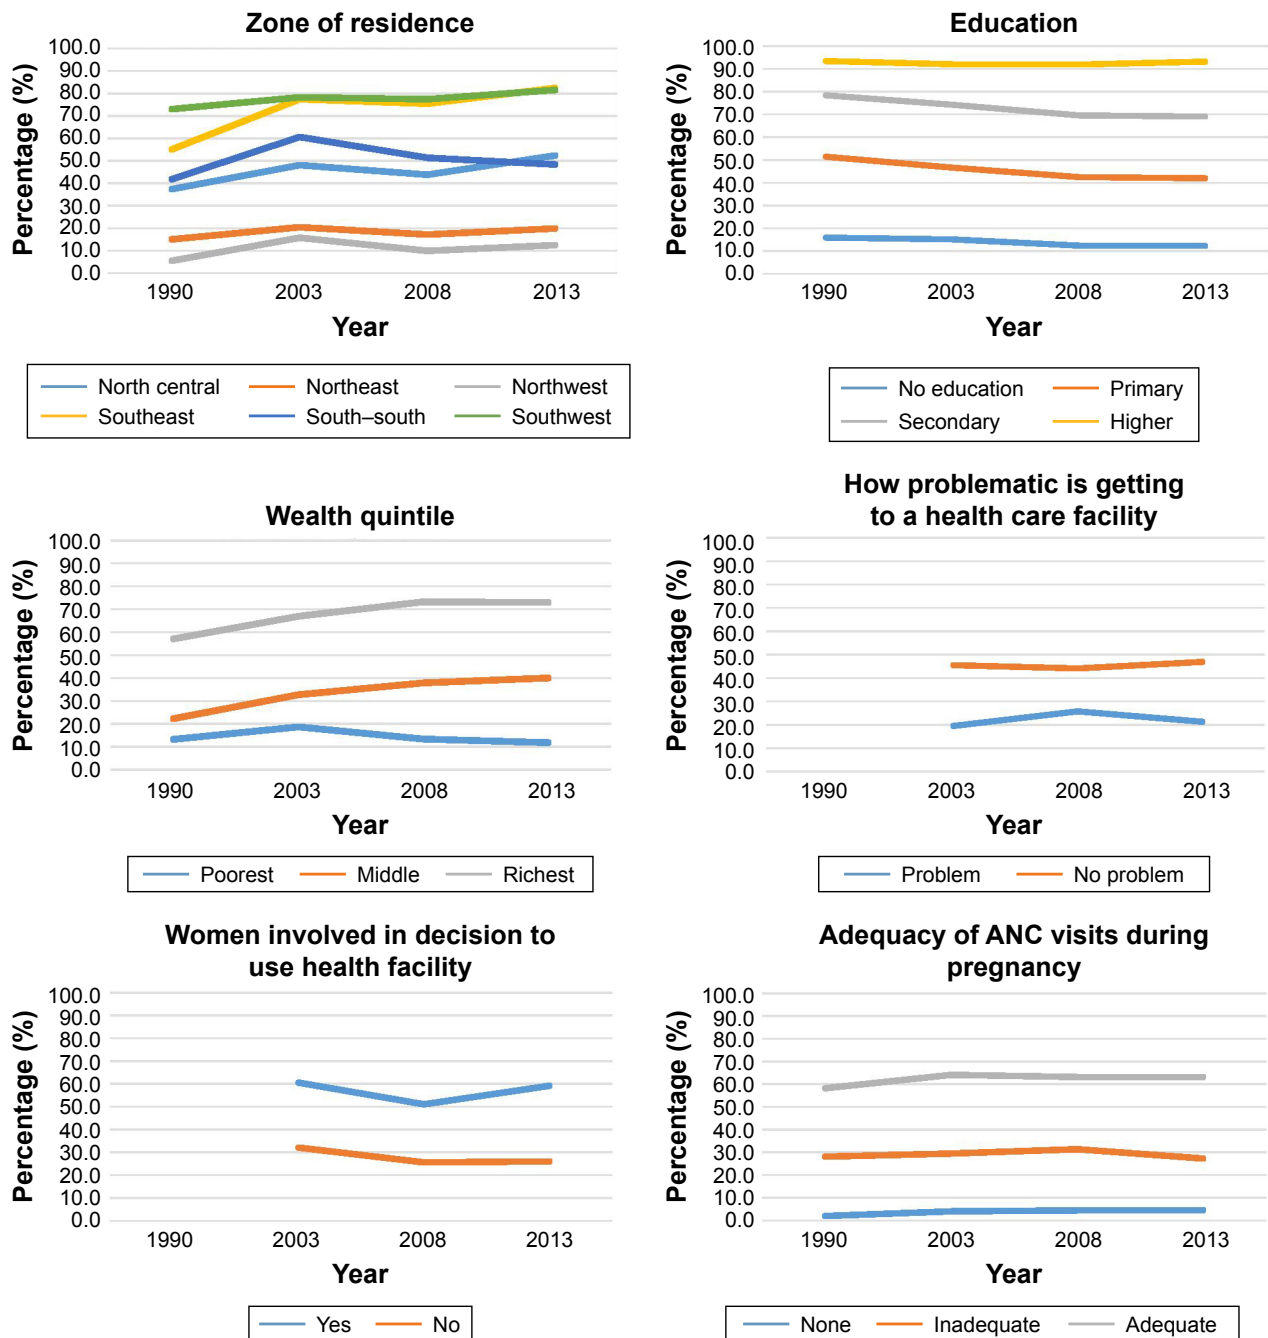 Zone of residence
Percentage (%)
100.0
90.0
80.0
70.0
60.0
50.0
40.0
30.0
20.0
10.0
0.0
1990 2003 2008 2013
Year
North central Northeast Northwest
Southeast South–south Southwest
Education
Percentage (%)
100.0
90.0
80.0
70.0
60.0
50.0
40.0
30.0
20.0
10.0
0.0
1990 2003 2008 2013
Year
No education Primary
Secondary Higher
Wealth quintile
Percentage (%)
100.0
90.0
80.0
70.0
60.0
50.0
40.0
30.0
20.0
10.0
0.0
1990 2003 2008 2013
Year
Poorest Middle Richest
How problematic is getting
to a health care facility
Percentage (%)
100.0
90.0
80.0
70.0
60.0
50.0
40.0
30.0
20.0
10.0
0.0
1990 2003 2008 2013
Year
Problem No problem
Women involved in decision to
use health facility
Percentage (%)
100.0
90.0
80.0
70.0
60.0
50.0
40.0
30.0
20.0
10.0
0.0
1990 2003 2008 2013
Year
Yes No
Adequacy of ANC visits during
pregnancy
Percentage (%)
100.0
90.0
80.0
70.0
60.0
50.0
40.0
30.0
20.0
10.0
0.0
1990 2003 2008 2013
Year
None Inadequate Adequate